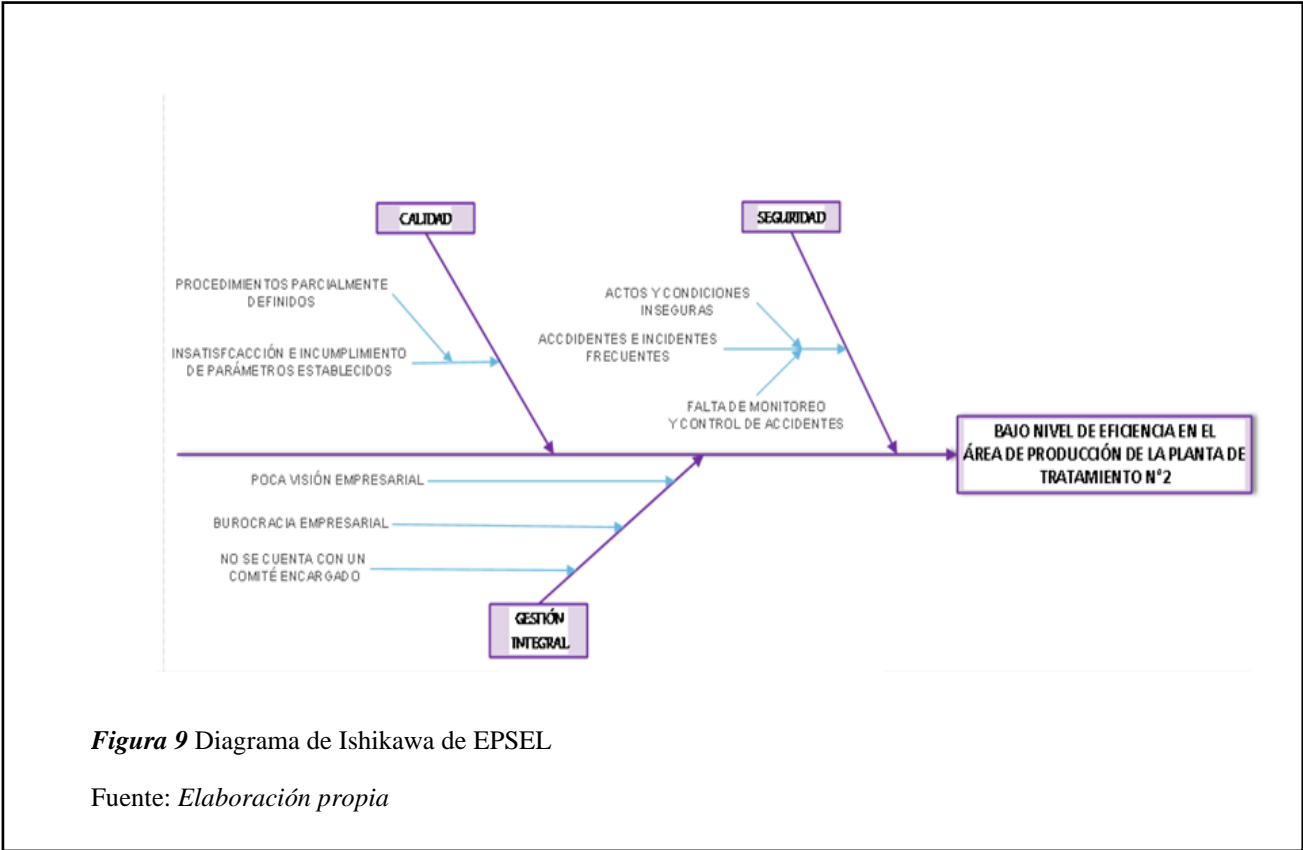 CALIDAD
SEGURIDAD
PROCEDIMIENTOS PARCIALMENTE
DEFINIDOS
INSATISFCACCIÓN E INCUMPLIMIENTO
DE PARÁMETROS ESTABLECIDOS
ACTOS Y CONDICIONES
INSEGURAS
ACCDIDENTES E INCIDENTES
FRECUENTES
FALTA DE MONITOREO
Y CONTROL DE ACCIDENTES
BAJO NIVEL DE EFICIENCIA EN EL
ÁREA DE PRODUCCIÓN DE LA PLANTA DE
TRATAMIENTO N°2
POCA VISIÓN EMPRESARIAL
BUROCRACIA EMPRESARIAL
NO SE CUENTA CON UN
COMITÉ ENCARGADO
GESTIÓN
INTEGRAL
Figura 9 Diagrama de Ishikawa de EPSEL
Fuente: Elaboración propia